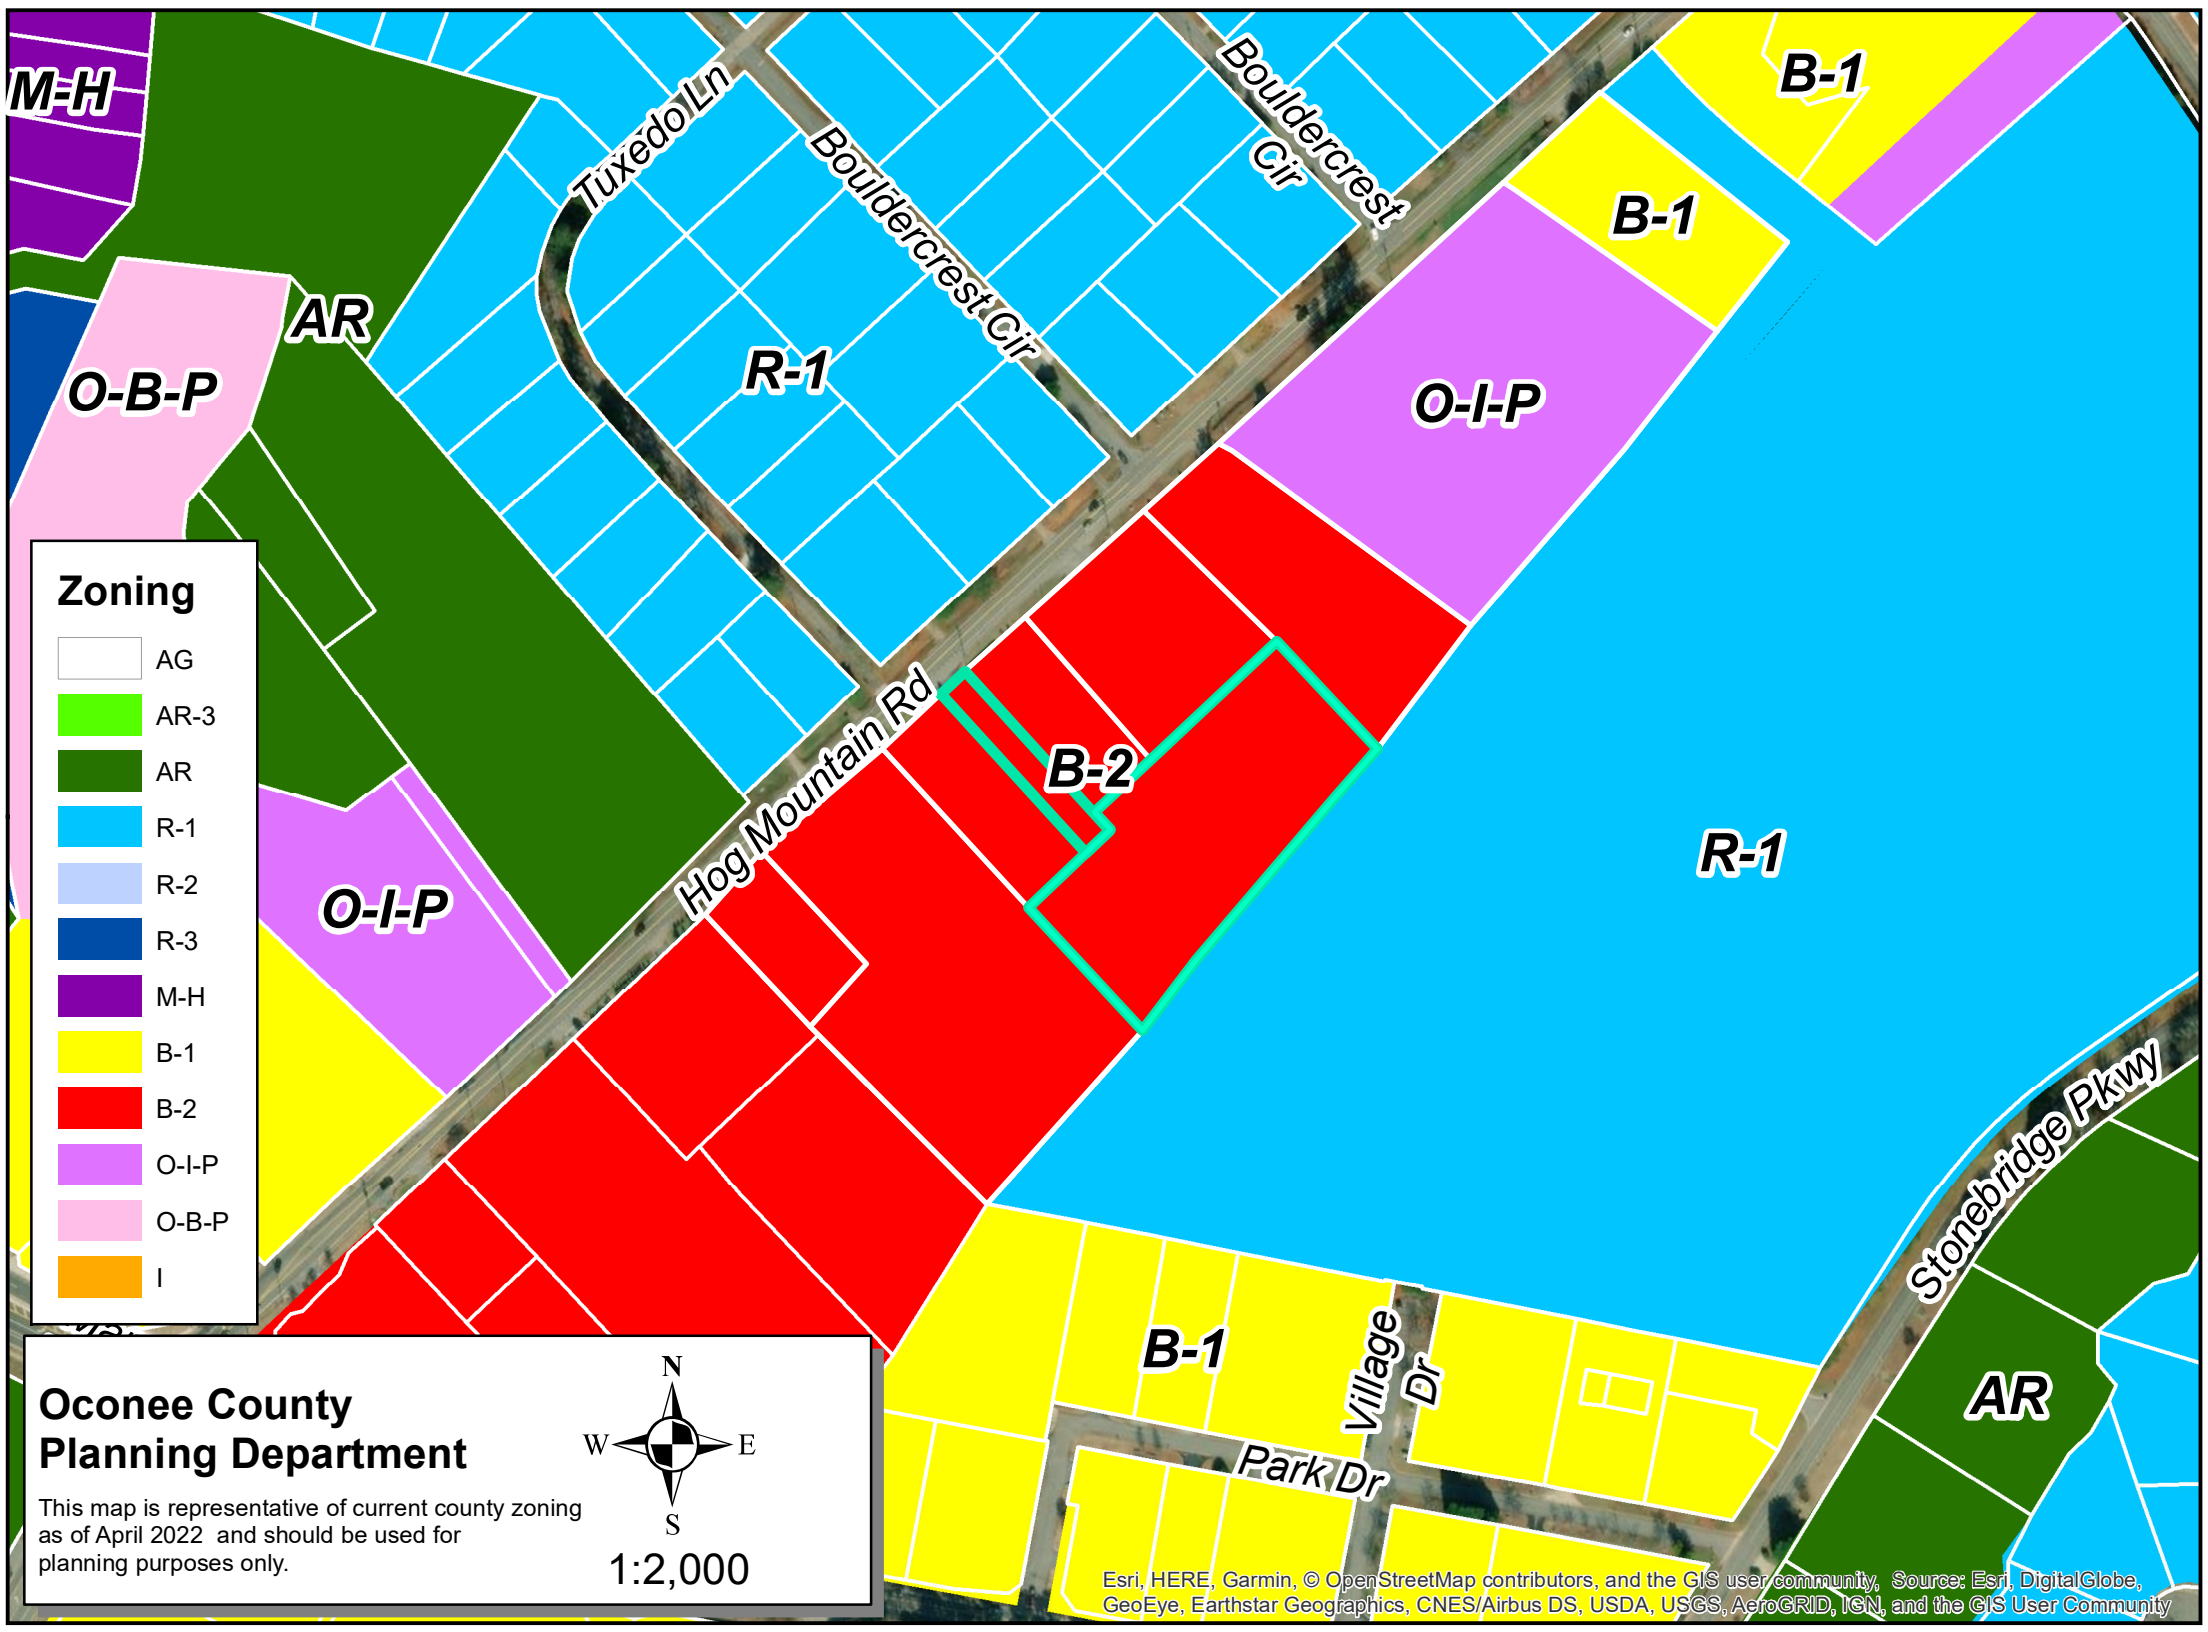 M-H
Tuxedo Ln
Bouldercrest Cir
Bouldercrest
Cir
B-1
B-1
AR
O-B-P
R-1
O-I-P
Hog Mountain Rd
B-2
R-1
O-I-P
Zoning
AG
AR-3
AR
R-1
R-2
R-3
M-H
B-1
B-2
O-I-P
O-B-P
I
Stonebridge Pkwy
B-1
Village
Dr
AR
Park Dr
Oconee County
Planning Department
This map is representative of current county zoning
as of April 2022 and should be used for
planning purposes only.
N
W
E
S
1:2,000
Esri, HERE, Garmin, © OpenStreetMap contributors, and the GIS user community, Source: Esri, DigitalGlobe,
GeoEye, Earthstar Geographics, CNES/Airbus DS, USDA, USGS, AeroGRID, IGN, and the GIS User Community